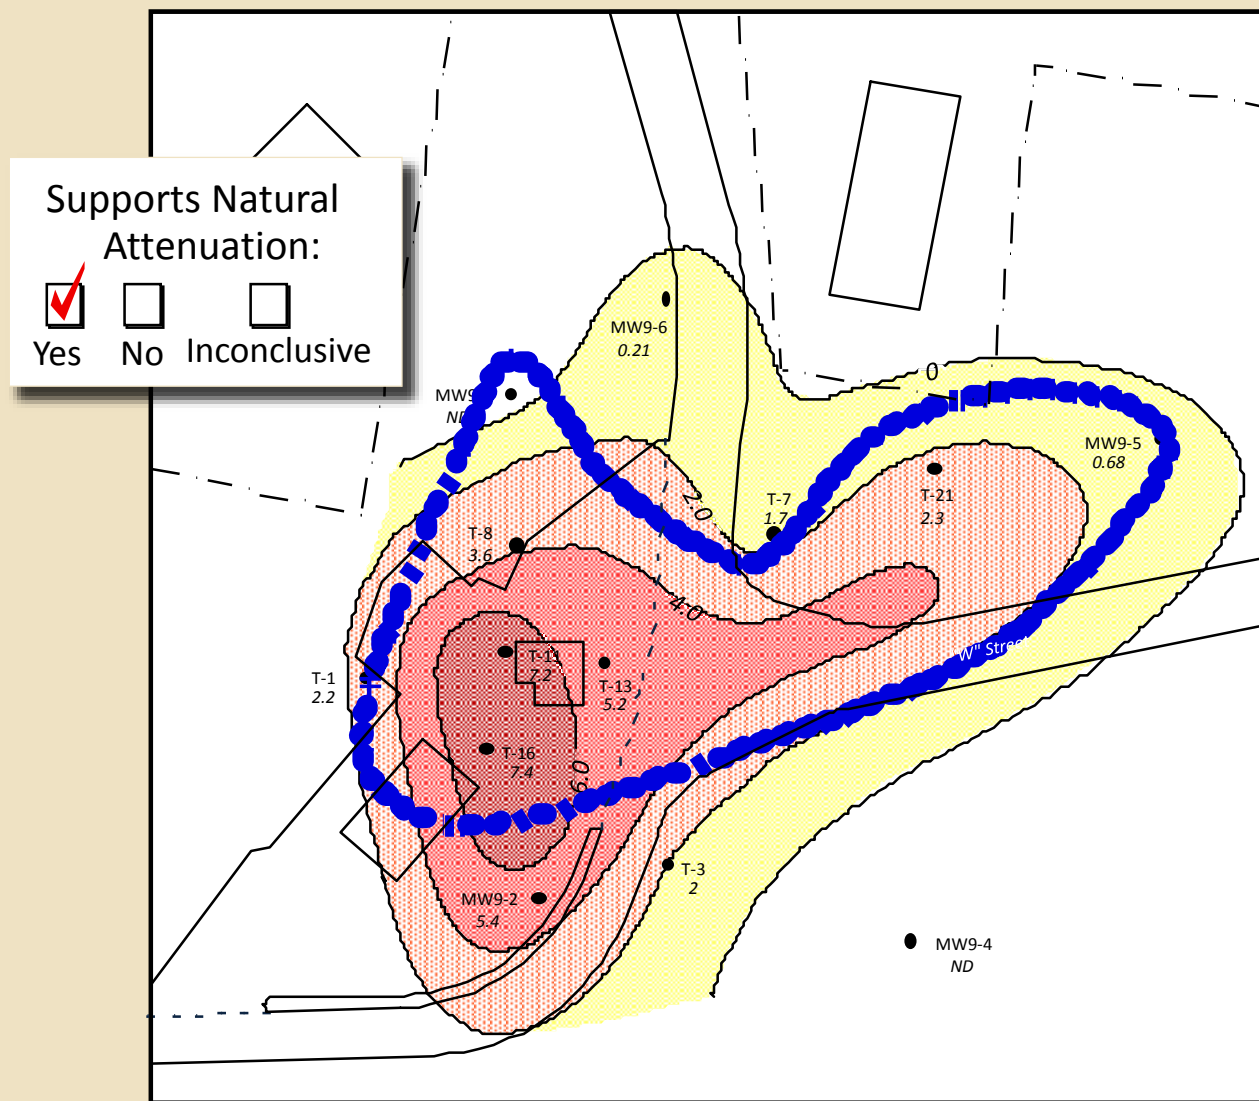 Supports Natural
Attenuation:
Yes No Inconclusive
MW9-6
0.21
0
MW9
MW9-5
0.68
2.0
T-7
1.7
T-21
2.3
T-8
3.6
4.0
"W" Street
T-11
7.2
T-1
2.2
T-13
5.2
T-16
7.4
6.0
T-3
2
MW9-2
5.4
MW9-4
ND